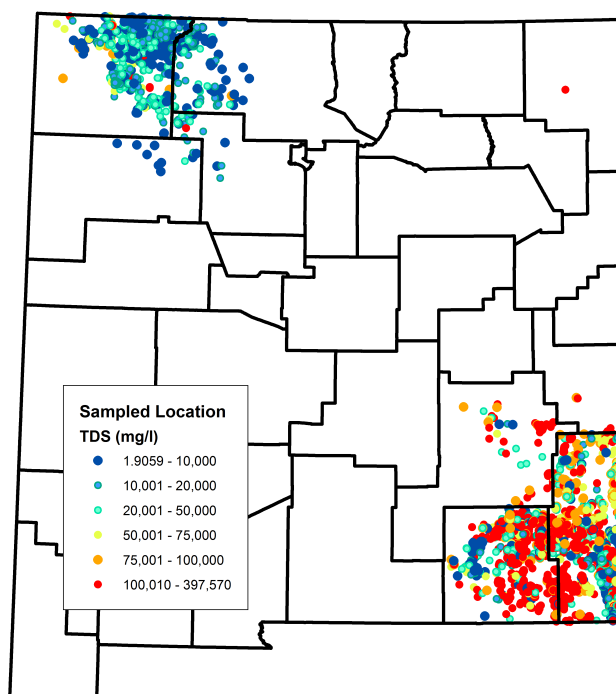 Sampled Location
TDS (mg/l)
1.9059 - 10,000
10,001 - 20,000
20,001 - 50,000
50,001 - 75,000
75,001 - 100,000
100,010 - 397,570